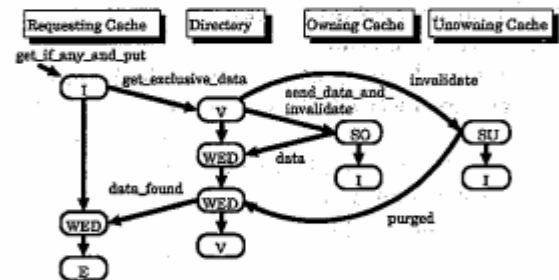 Requesting Cache Directory Owning Cache Unowning Cache
get_if_any_and_put
get_exclusive_data
invalidate
send_data_and_
invalidate
I
V
SO
SU
WED
data
I
I
data_found
WED
WED
purged
V
E